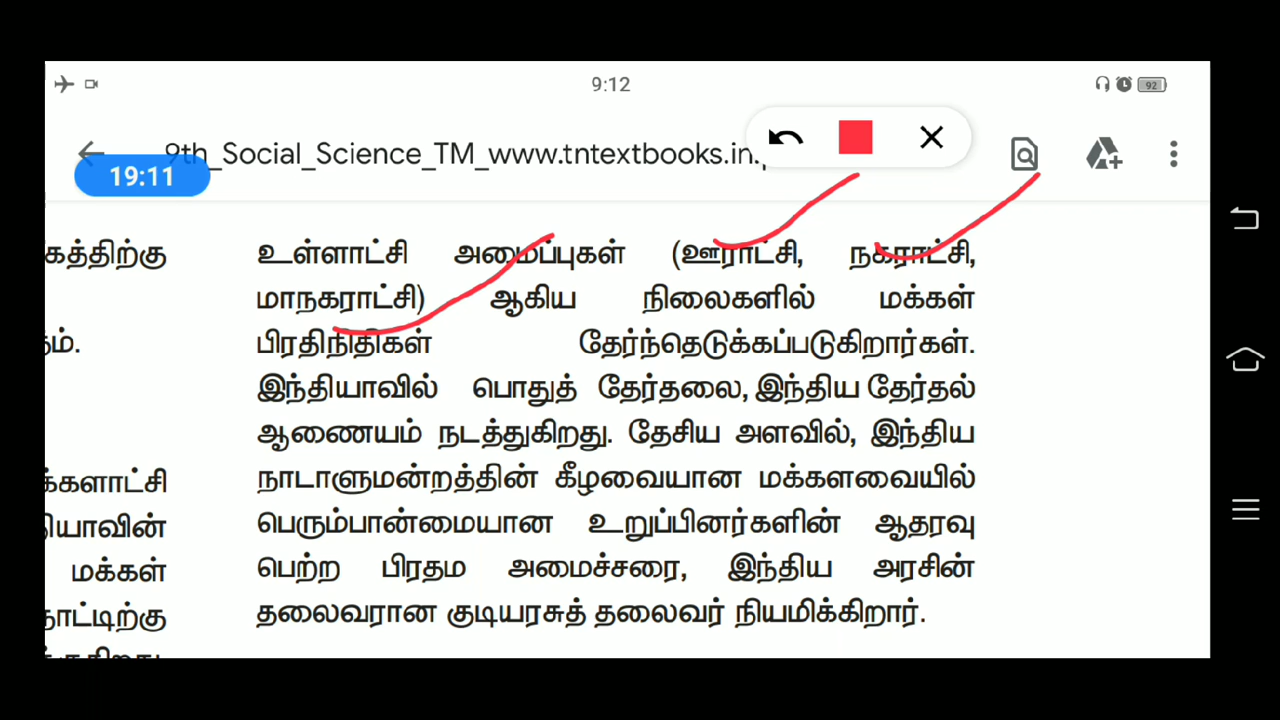 9:12
92
9th_Social_Science_TM_www.tntextbooks.in.
19:11
உள்ளாட்சி அமைப்புகள் (ஊராட்சி, நகராட்சி,
மாநகராட்சி) ஆகிய நிலைகளில் மக்கள்
பிரதிநிதிகள் தேர்ந்தெடுக்கப்படுகிறார்கள்.
இந்தியாவில் பொதுத் தேர்தலை, இந்திய தேர்தல்
ஆணையம் நடத்துகிறது. தேசிய அளவில், இந்திய
நாடாளுமன்றத்தின் கீழவையான மக்களவையில்
பெரும்பான்மையான உறுப்பினர்களின் ஆதரவு
பெற்ற பிரதம அமைச்சரை, இந்திய அரசின்
தலைவரான குடியரசுத் தலைவர் நியமிக்கிறார்.
மக்கள்